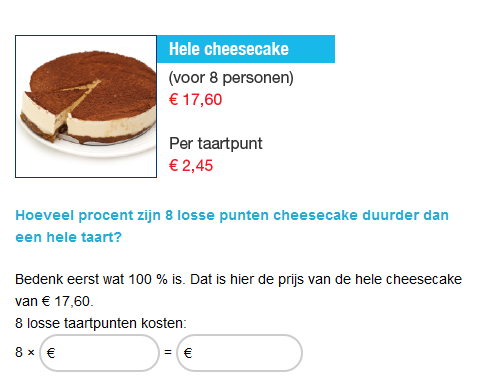 Hele cheesecake
(voor 8 personen)
€ 17,60
Per taartpunt
€ 2,45
Hoeveel procent zijn 8 losse punten cheesecake duurder dan
een hele taart?
Bedenk eerst wat 100 % is. Dat is hier de prijs van de hele cheesecake
van € 17,60.
8 losse taartpunten kosten:
8 × € = €